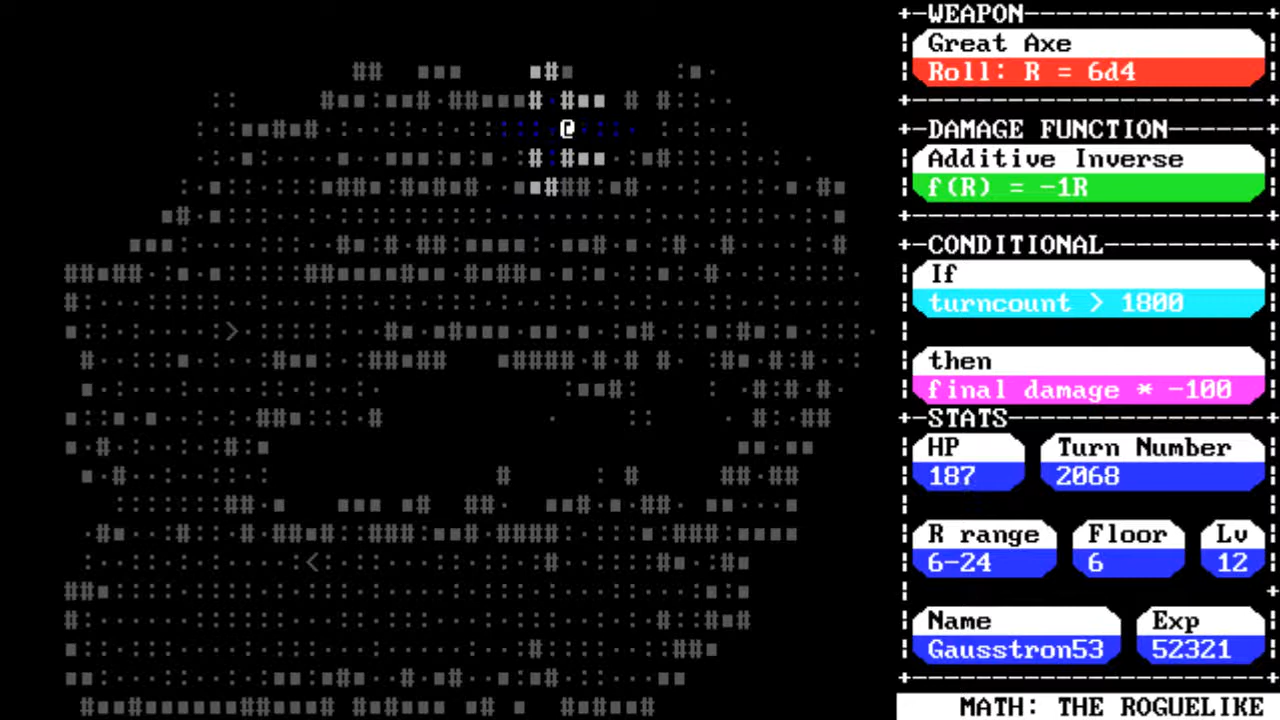 WEAPON
Great Axe
Roll: R = 6d4
DAMAGE FUNCTION
Additive Inverse
f(R) = -1R
CONDITIONAL
If
turncount > 1800
then
final damage * -100
STATS
HP Turn Number
187 2068
R range Floor Lv
6-24 6 12
Name Exp
Gausstron53 52321
MATH: THE ROGUELIKE